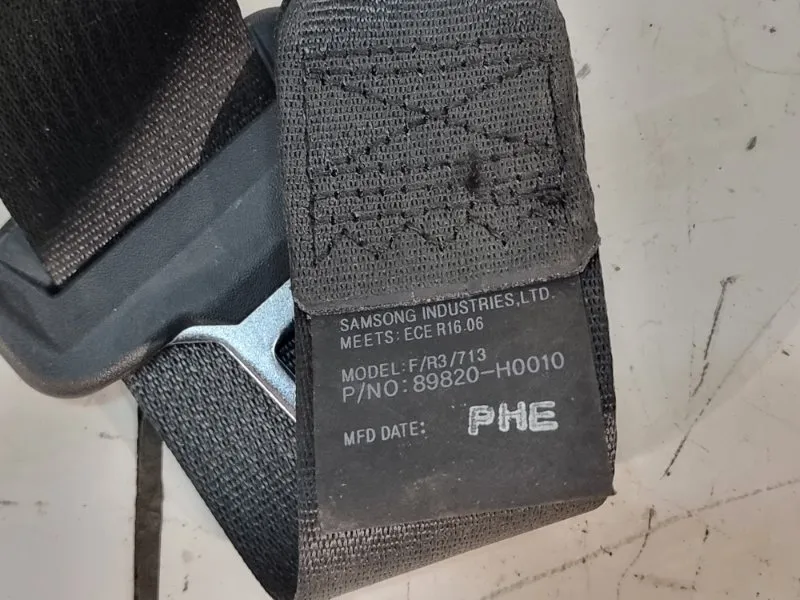 SAMSONG INDUSTRIES,LTD.
MEETS: ECE R16.06
MODEL: F/R3/713
P/NO: 89820-H0010
MFD DATE: PHE